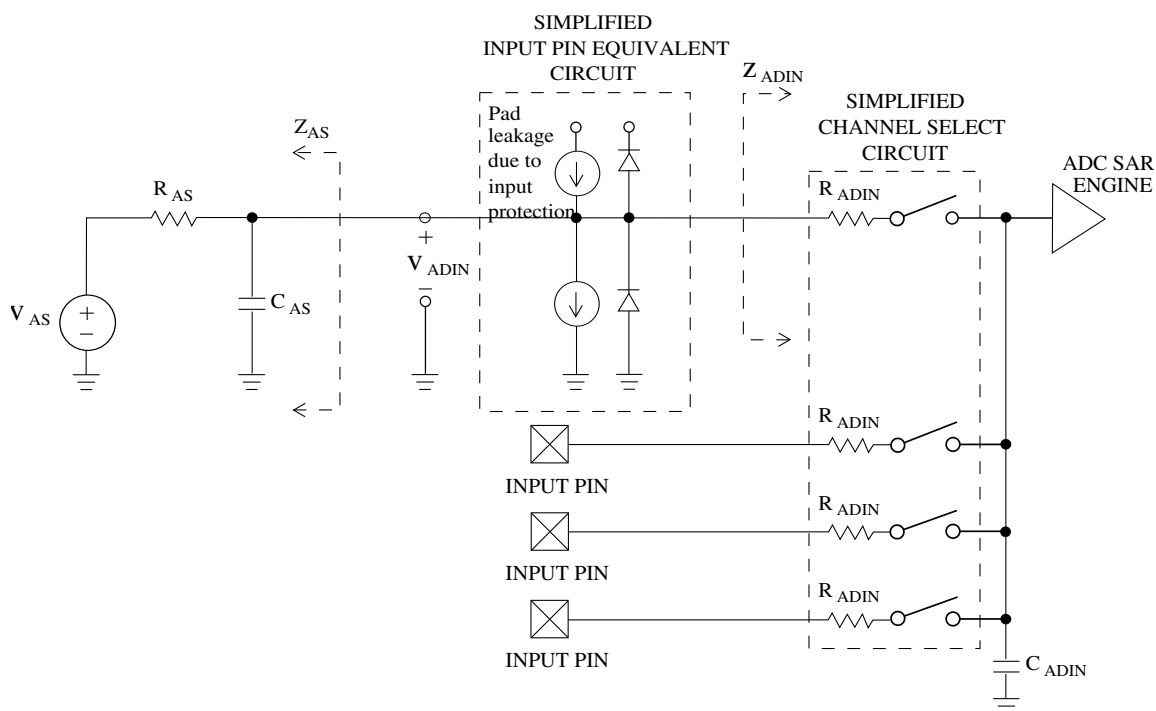 SIMPLIFIED
INPUT PIN EQUIVALENT
CIRCUIT
Z ADIN
SIMPLIFIED
CHANNEL SELECT
CIRCUIT
ADC SAR
ENGINE
Pad
leakage
due to
input
protection
Z AS
R AS
R ADIN
+
V ADIN
−
C AS
V AS
+
−
R ADIN
INPUT PIN
R ADIN
INPUT PIN
R ADIN
INPUT PIN
C ADIN